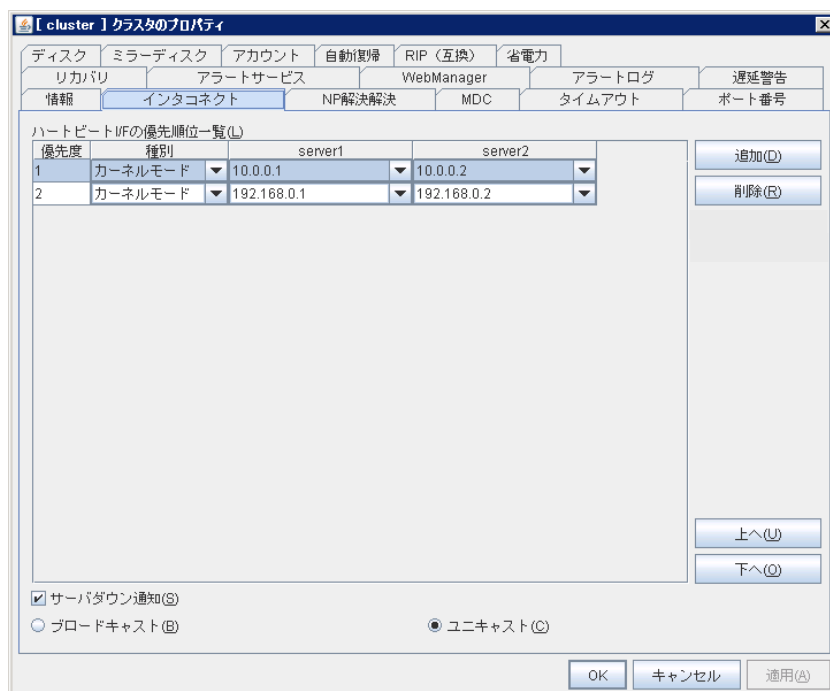 [ cluster ] クラスタのプロパティ
ディスク ミラーディスク アカウント 自動復帰 RIP（互換） 省電力
リカバリ アラートサービス WebManager アラートログ 遅延警告
情報 インタコネクト NP解決解決 MDC タイムアウト ポート番号
ハートビートI/Fの優先順位一覧(L)
優先度 種別 server1 server2
1 カーネルモード 10.0.0.1 10.0.0.2
2 カーネルモード 192.168.0.1 192.168.0.2
追加(D)
削除(R)
上へ(U)
下へ(O)
サーバダウン通知(S)
ブロードキャスト(B) ユニキャスト(C)
OK キャンセル 適用(A)